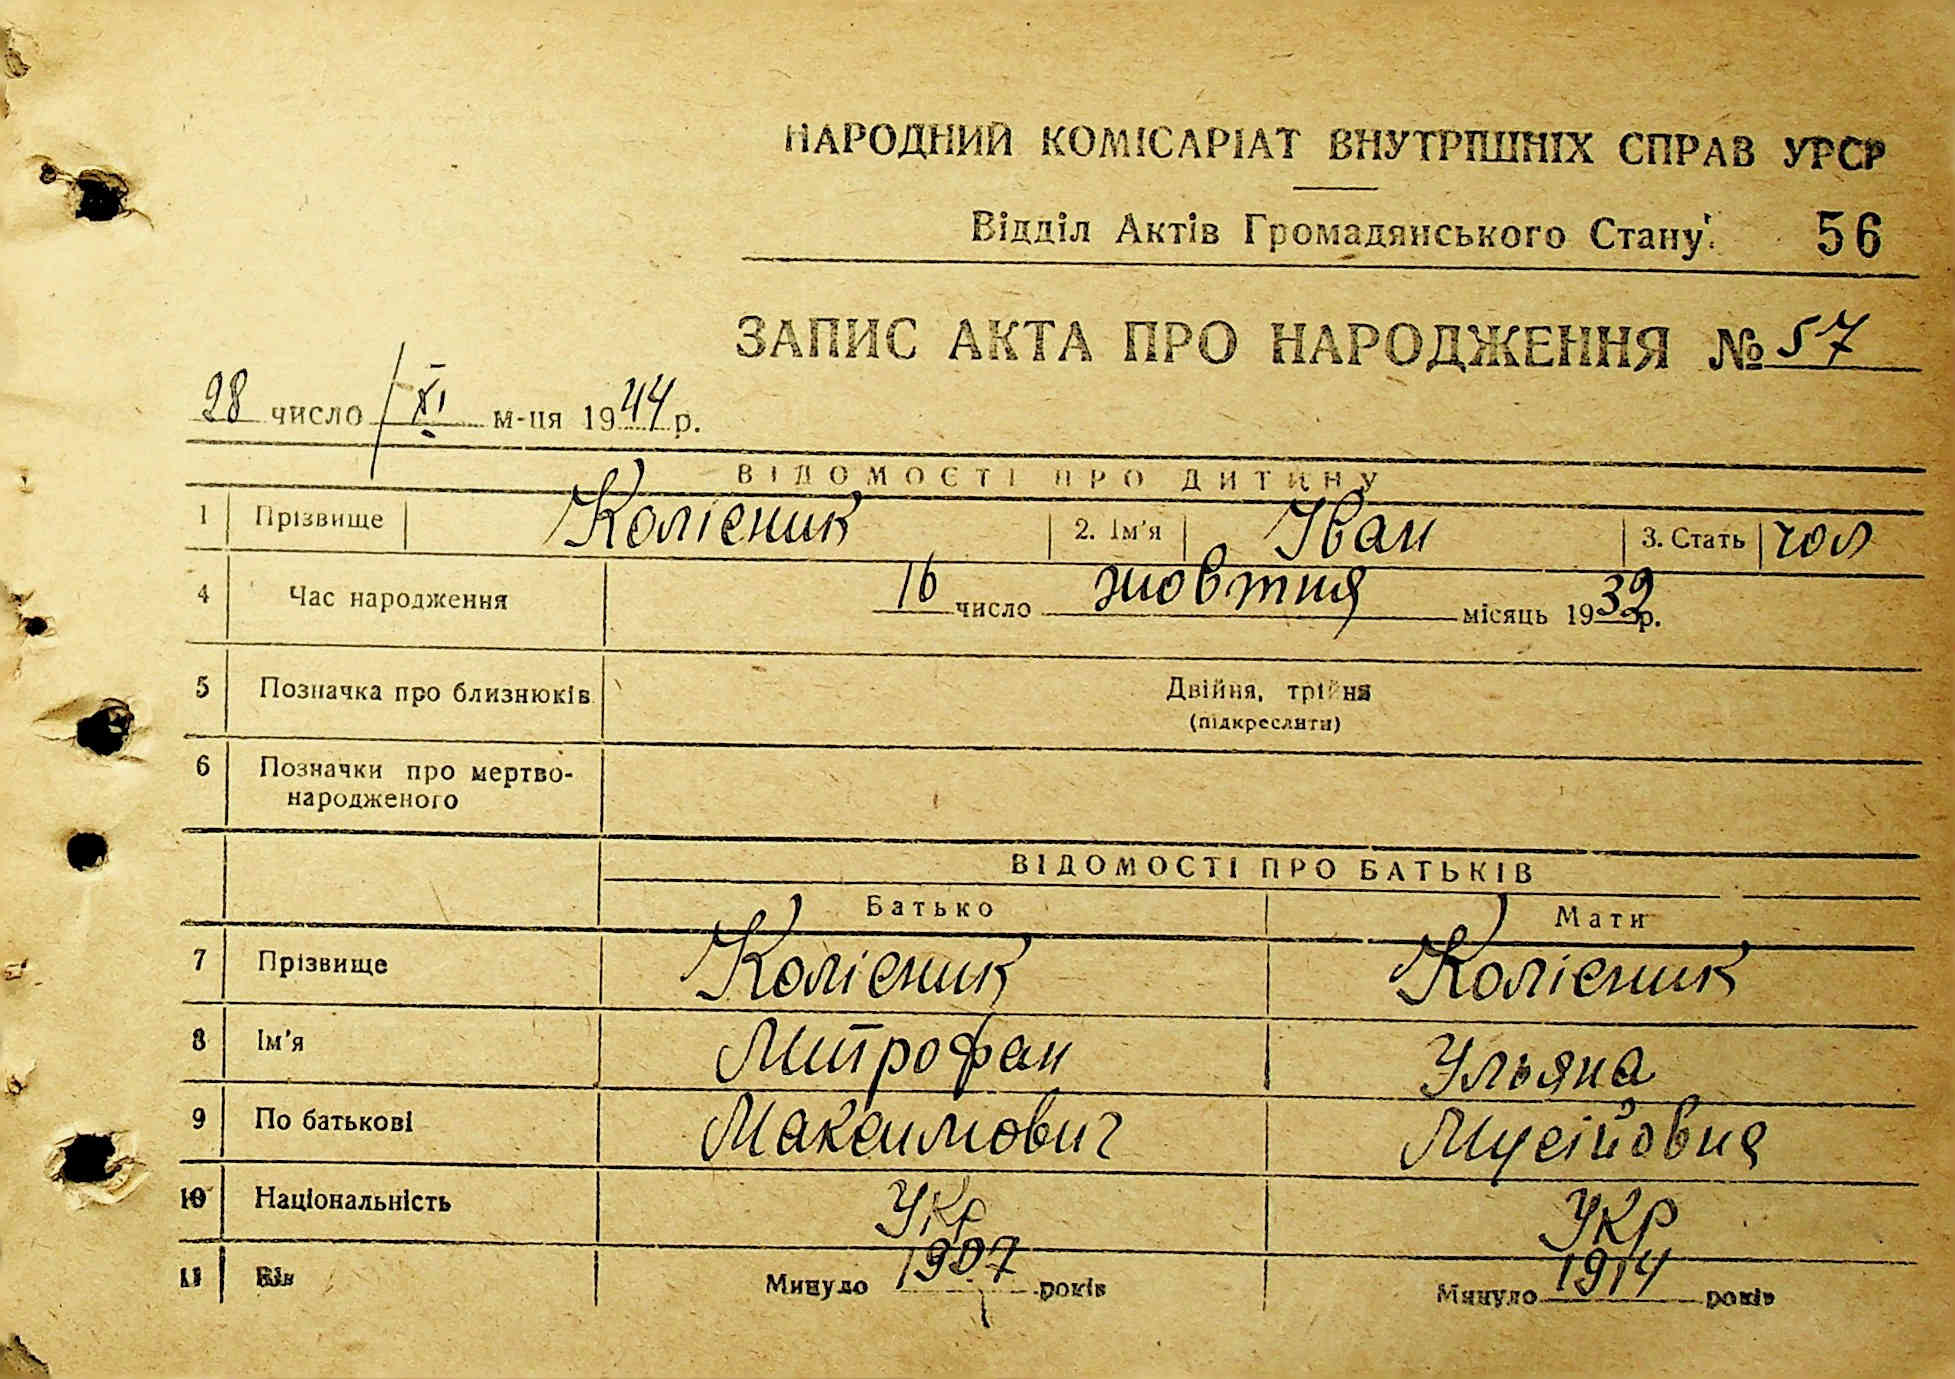 НАРОДНИЙ КОМІСАРІАТ ВНУТРІШНІХ СПРАВ УРСР
Відділ Актів Громадянського Стану 56
ЗАПИС АКТА ПРО НАРОДЖЕННЯ № 57
28 число XI м-ця 1944 р.
ВІДОМОСТІ ПРО ДИТИНУ
1 Прізвище Колісник 2. Ім'я Іван 3. Стать чол
4 Час народження 16 число жовтня місяць 1939 р.
5 Позначка про близнюків Двійня, трійня
(підкреслити)
6 Позначки про мертво-
народженого
ВІДОМОСТІ ПРО БАТЬКІВ
Батько Мати
7 Прізвище Колісник Колісник
8 Ім'я Митрофан Ульяна
9 По батькові Максимович Мусійовна
10 Національність Укр Укр
11 Вік Минуло 1907 років Минуло 1914 років